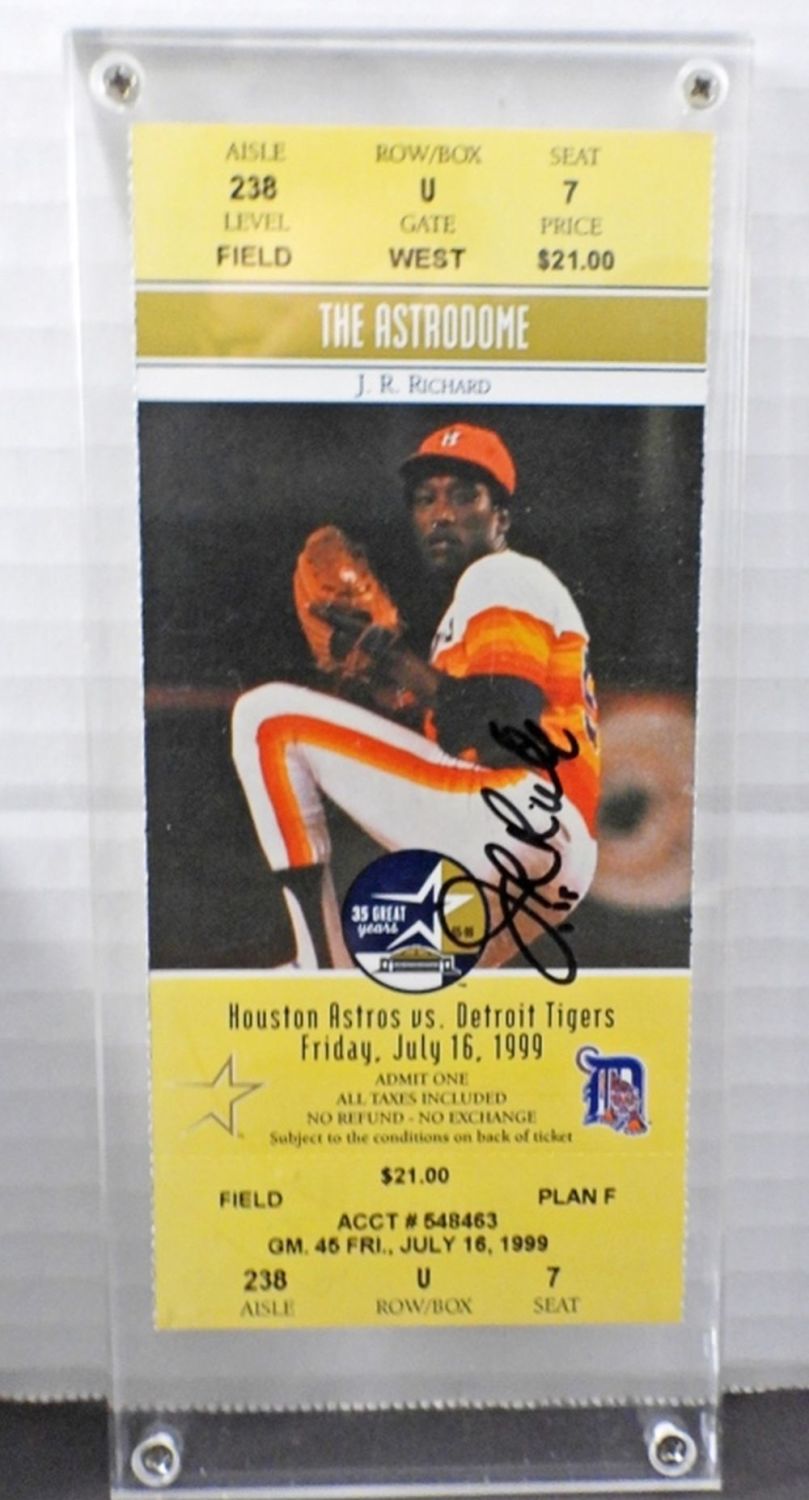 AISLE ROW/BOX SEAT
238 U 7
LEVEL GATE PRICE
FIELD WEST $21.00
THE ASTRODOME
J. R. RICHARD
H
35 GREAT
years
65-99
Houston Astros vs. Detroit Tigers
Friday, July 16, 1999
ADMIT ONE
ALL TAXES INCLUDED
NO REFUND - NO EXCHANGE
Subject to the conditions on back of ticket
$21.00
FIELD PLAN F
ACCT # 548463
GM. 45 FRI., JULY 16, 1999
238 U 7
AISLE ROW/BOX SEAT